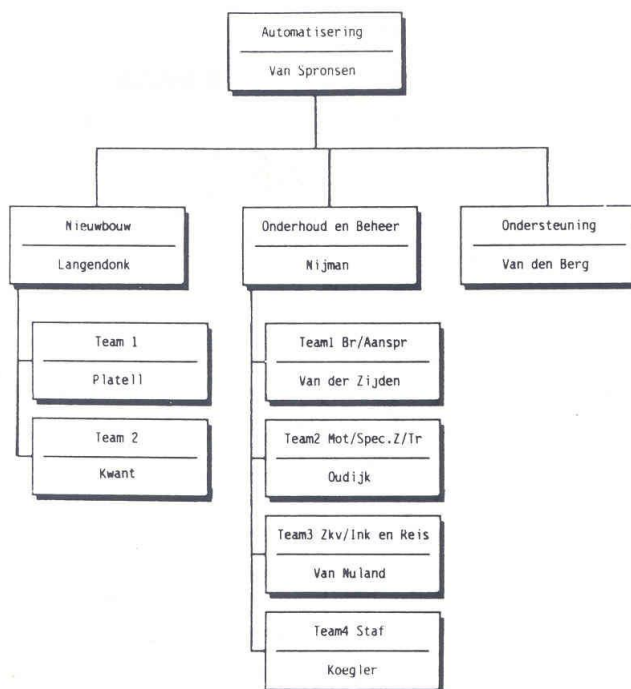 Automatisering
Van Spronsen
Nieuwbouw
Langendonk
Onderhoud en Beheer
Nijman
Ondersteuning
Van den Berg
Team 1
Platell
Team 2
Kwant
Team1 Br/Aanspr
Van der Zijden
Team2 Mot/Spec.Z/Tr
Oudijk
Team3 Zkv/Ink en Reis
Van Nuland
Team4 Staf
Koegler